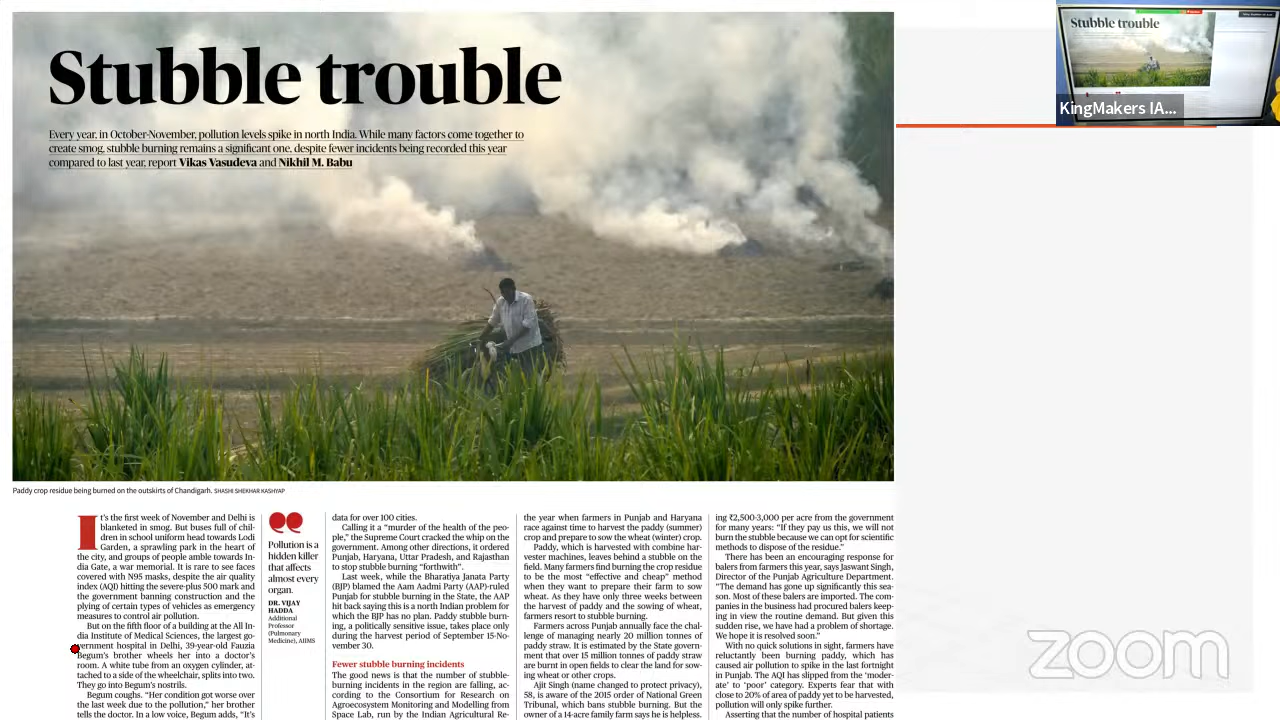 Stubble trouble
Every year, in October-November, pollution levels spike in north India. While many factors come together to
create smog, stubble burning remains a significant one, despite fewer incidents being recorded this year
compared to last year, report Vikas Vasudeva and Nikhil M. Babu
Stubble trouble
KingMakers IA...
Paddy crop residue being burned on the outskirts of Chandigarh. SHASHI SHEKHAR KASHYAP
It's the first week of November and Delhi is
blanketed in smog. But buses full of chil-
dren in school uniform head towards Lodi
Garden, a sprawling park in the heart of
the city, and groups of people amble towards In-
dia Gate, a war memorial. It is rare to see faces
covered with N95 masks, despite the air quality
index (AQI) hitting the severe-plus 500 mark and
the government banning construction and the
plying of certain types of vehicles as emergency
measures to control air pollution.
But on the fifth floor of a building at the All In-
dia Institute of Medical Sciences, the largest go-
vernment hospital in Delhi, 39-year-old Fauzia
Begum's brother wheels her into a doctor's
room. A white tube from an oxygen cylinder, at-
tached to a side of the wheelchair, splits into two.
They go into Begum's nostrils.
Begum coughs. "Her condition got worse over
the last week due to the pollution," her brother
tells the doctor. In a low voice, Begum adds, "It's
Pollution is a
hidden killer
that affects
almost every
organ.
DR. VIJAY
HADDA
Additional
Professor
(Pulmonary
Medicine), AIIMS
data for over 100 cities.
Calling it a "murder of the health of the peo-
ple," the Supreme Court cracked the whip on the
government. Among other directions, it ordered
Punjab, Haryana, Uttar Pradesh, and Rajasthan
to stop stubble burning "forthwith".
Last week, while the Bharatiya Janata Party
(BJP) blamed the Aam Aadmi Party (AAP)-ruled
Punjab for stubble burning in the State, the AAP
hit back saying this is a north Indian problem for
which the BJP has no plan. Paddy stubble burn-
ing, a politically sensitive issue, takes place only
during the harvest period of September 15-No-
vember 30.
Fewer stubble burning incidents
The good news is that the number of stubble-
burning incidents in the region are falling, ac-
cording to the Consortium for Research on
Agroecosystem Monitoring and Modelling from
Space Lab, run by the Indian Agricultural Re-
the year when farmers in Punjab and Haryana
race against time to harvest the paddy (summer)
crop and prepare to sow the wheat (winter) crop.
Paddy, which is harvested with combine har-
vester machines, leaves behind a stubble on the
field. Many farmers find burning the crop residue
to be the most "effective and cheap" method
when they want to prepare their farm to sow
wheat. As they have only three weeks between
the harvest of paddy and the sowing of wheat,
farmers resort to stubble burning.
Farmers across Punjab annually face the chal-
lenge of managing nearly 20 million tonnes of
paddy straw. It is estimated by the State govern-
ment that over 15 million tonnes of paddy straw
are burnt in open fields to clear the land for sow-
ing wheat or other crops.
Ajit Singh (name changed to protect privacy),
58, is aware of the 2015 order of National Green
Tribunal, which bans stubble burning. But the
owner of a 14-acre family farm says he is helpless.
ing ₹2,500-3,000 per acre from the government
for many years: "If they pay us this, we will not
burn the stubble because we can opt for scientific
methods to dispose of the residue."
There has been an encouraging response for
balers from farmers this year, says Jaswant Singh,
Director of the Punjab Agriculture Department.
"The demand has gone up significantly this sea-
son. Most of these balers are imported. The com-
panies in the business had procured balers keep-
ing in view the routine demand. But given this
sudden rise, we have had a problem of shortage.
We hope it is resolved soon."
With no quick solutions in sight, farmers have
reluctantly been burning paddy, which has
caused air pollution to spike in the last fortnight
in Punjab. The AQI has slipped from the 'moder-
ate' to 'poor' category. Experts fear that with
close to 20% of area of paddy yet to be harvested,
pollution will only spike further.
Asserting that the number of hospital patients
zoom